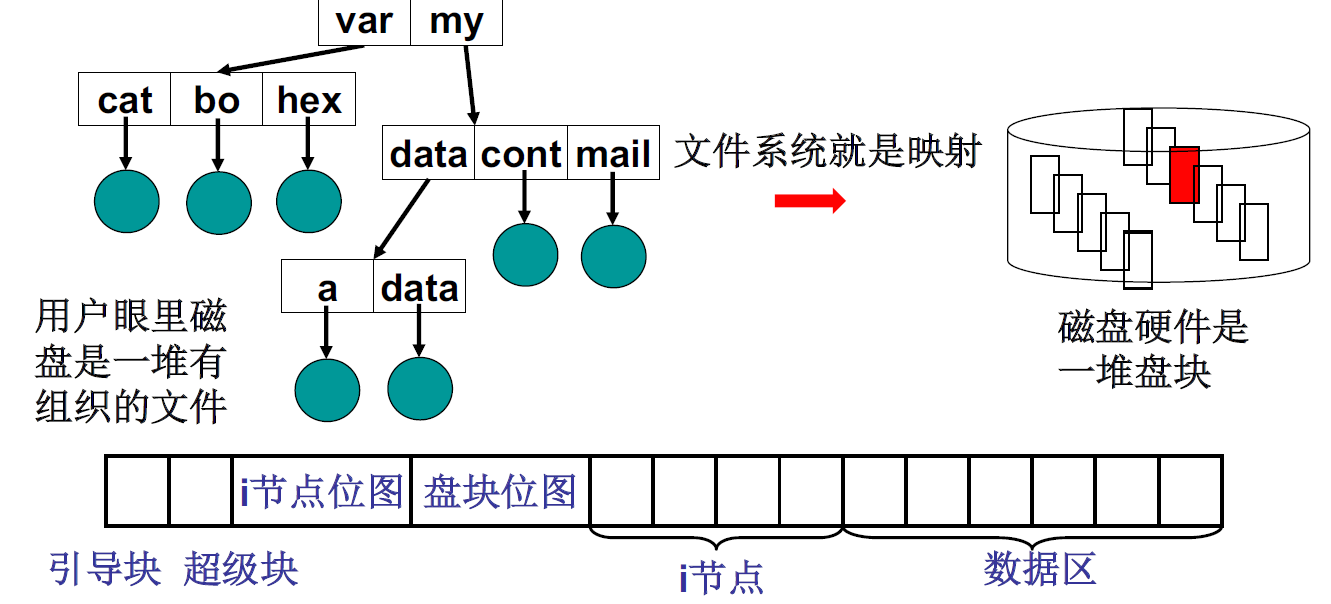 var my
cat bo hex
data cont mail
文件系统就是映射
a data
用户眼里磁
盘是一堆有
组织的文件
磁盘硬件是
一堆盘块
i节点位图 盘块位图
引导块 超级块 i节点 数据区